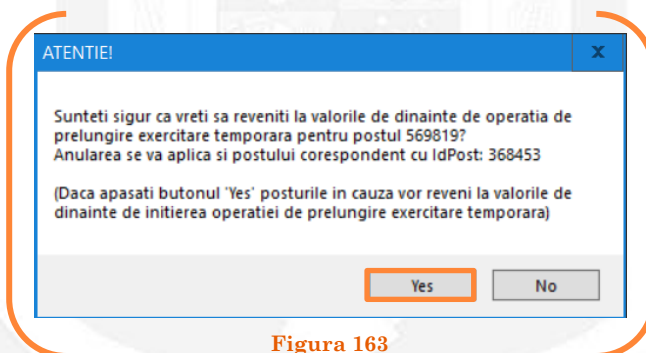 ATENTIE!
x
Sunteti sigur ca vreti sa reveniti la valorile de dinainte de operatia de
prelungire exercitare temporara pentru postul 569819?
Anularea se va aplica si postului corespondent cu IdPost: 368453
(Daca apasati butonul 'Yes' posturile in cauza vor reveni la valorile de
dinainte de initierea operatiei de prelungire exercitare temporara)
Yes No
Figura 163